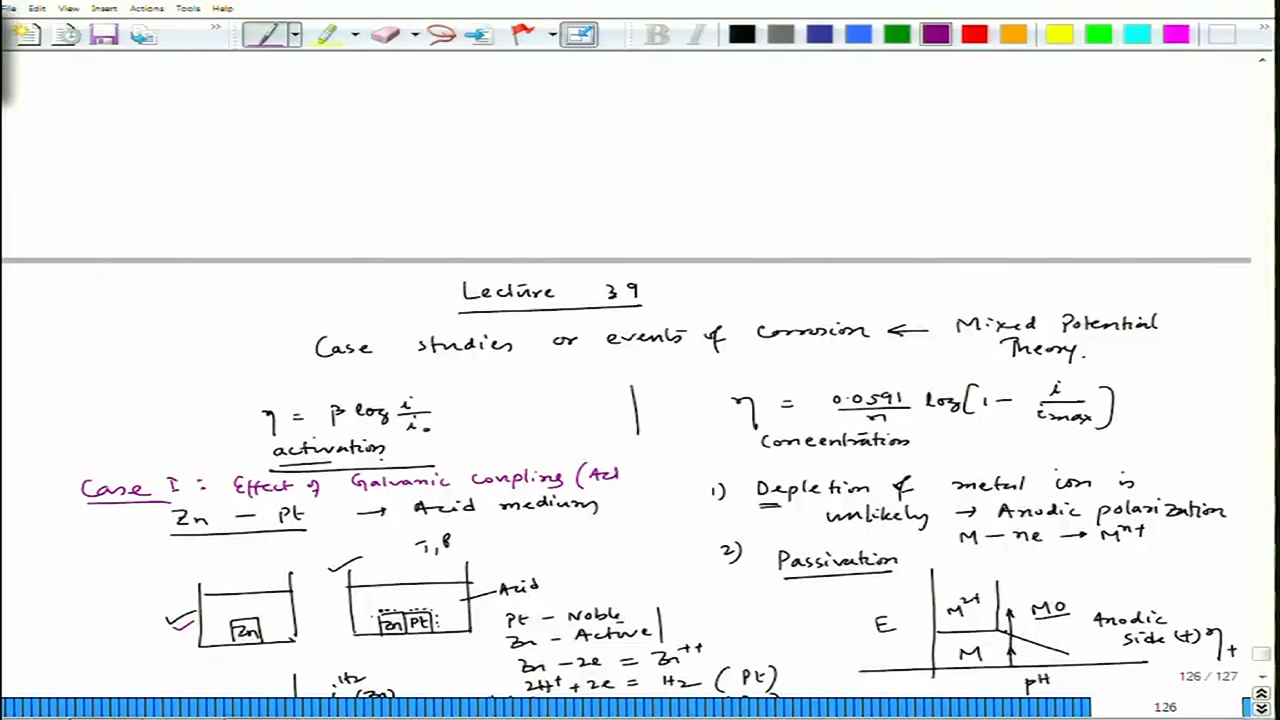 File Edit View Insert Actions Tools Help
B I
Lecture 39
Case studies or events of corrosion ← Mixed Potential
Theory.
η = β log i/i₀
activation
η = 0.0591/n log[1 - i/imax]
concentration
Case I : Effect of Galvanic coupling (Act
Zn - Pt → Acid medium
1) Depletion of metal ion is
unlikely → Anodic polarization
M - ne → Mⁿ⁺
2) Passivation
Acid
Zn
Zn Pt
Pt - Noble
Zn - Active
Zn - 2e = Zn⁺⁺
2H⁺ + 2e = H₂ (Pt)
E
M²⁺
MO
M
pH
Anodic
side (+) η₊
H₂
(Zn)
126 / 127
126